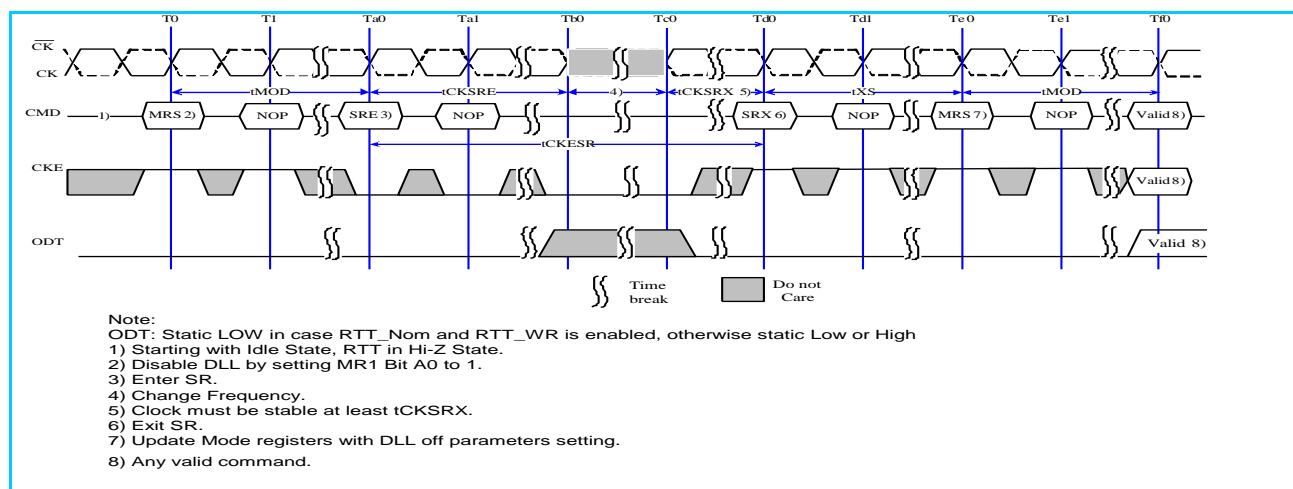 T0 T1 Ta0 Ta1 Tb0 Tc0 Td0 Td1 Te0 Te1 Tf0
CK
CK
tMOD tCKSRE 4) tCKSRX 5) tXS tMOD
CMD 1) MRS 2) NOP SRE 3) NOP SRX 6) NOP MRS 7) NOP Valid 8)
tCKESR
CKE Valid 8)
ODT Valid 8)
Time break
Do not Care
Note:
ODT: Static LOW in case RTT_Nom and RTT_WR is enabled, otherwise static Low or High
1) Starting with Idle State, RTT in Hi-Z State.
2) Disable DLL by setting MR1 Bit A0 to 1.
3) Enter SR.
4) Change Frequency.
5) Clock must be stable at least tCKSRX.
6) Exit SR.
7) Update Mode registers with DLL off parameters setting.
8) Any valid command.